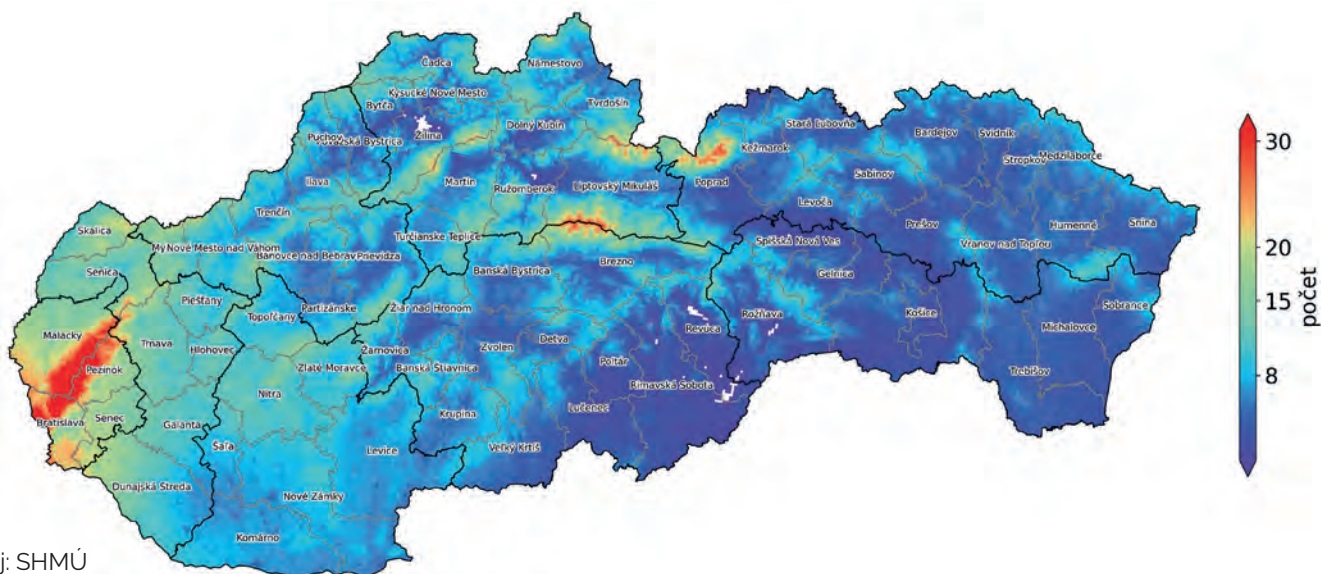 Čadca
Námestovo
Kysucké Nové Mesto
Bytča
Tvrdošín
Žilina
Dolný Kubín
Púchov
Považská Bystrica
Stará Ľubovňa
Bardejov
Svidník
Kežmarok
Stropkov
Medzilaborce
Ilava
Martin
Ružomberok
Liptovský Mikuláš
Poprad
Sabinov
Levoča
Trenčín
Prešov
Humenné
Snina
Skalica
Turčianske Teplice
Spišská Nová Ves
Vranov nad Topľou
My
Nové Mesto nad Váhom
Bánovce nad Bebrav
Prievidza
Brezno
Senica
Banská Bystrica
Gelnica
Piešťany
Partizánske
Žiar nad Hronom
Sobrance
Topoľčany
Košice
Rožňava
Malacky
Revúca
Michalovce
Trnava
Hlohovec
Detva
Zvolen
Žarnovica
Poltár
Pezinok
Zlaté Moravce
Banská Štiavnica
Trebišov
Rimavská Sobota
Nitra
Lučenec
Krupina
Bratislava
Senec
Galanta
Šaľa
Levice
Veľký Krtíš
Dunajská Streda
Nové Zámky
Komárno
30
20
15
8
počet
j: SHMÚ